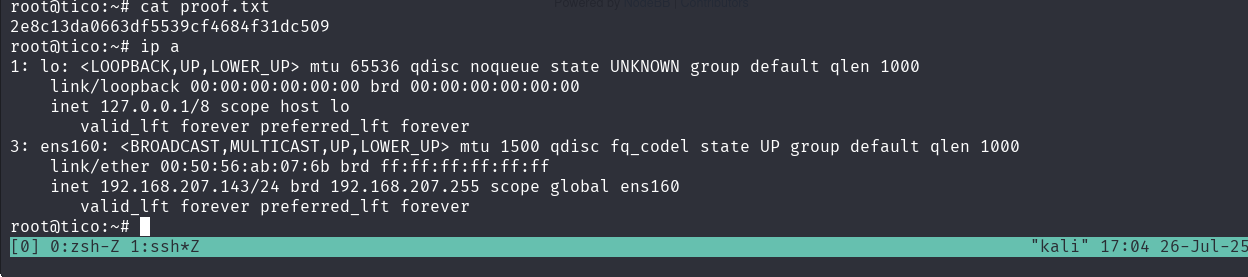 Powered by NodeBB | Contributors
root@tico:~# cat proof.txt
2e8c13da0663df5539cf4684f31dc509
root@tico:~# ip a
1: lo: <LOOPBACK,UP,LOWER_UP> mtu 65536 qdisc noqueue state UNKNOWN group default qlen 1000
    link/loopback 00:00:00:00:00:00 brd 00:00:00:00:00:00
    inet 127.0.0.1/8 scope host lo
       valid_lft forever preferred_lft forever
3: ens160: <BROADCAST,MULTICAST,UP,LOWER_UP> mtu 1500 qdisc fq_codel state UP group default qlen 1000
    link/ether 00:50:56:ab:07:6b brd ff:ff:ff:ff:ff:ff
    inet 192.168.207.143/24 brd 192.168.207.255 scope global ens160
       valid_lft forever preferred_lft forever
root@tico:~#
[0] 0:zsh-Z 1:ssh*Z "kali" 17:04 26-Jul-25